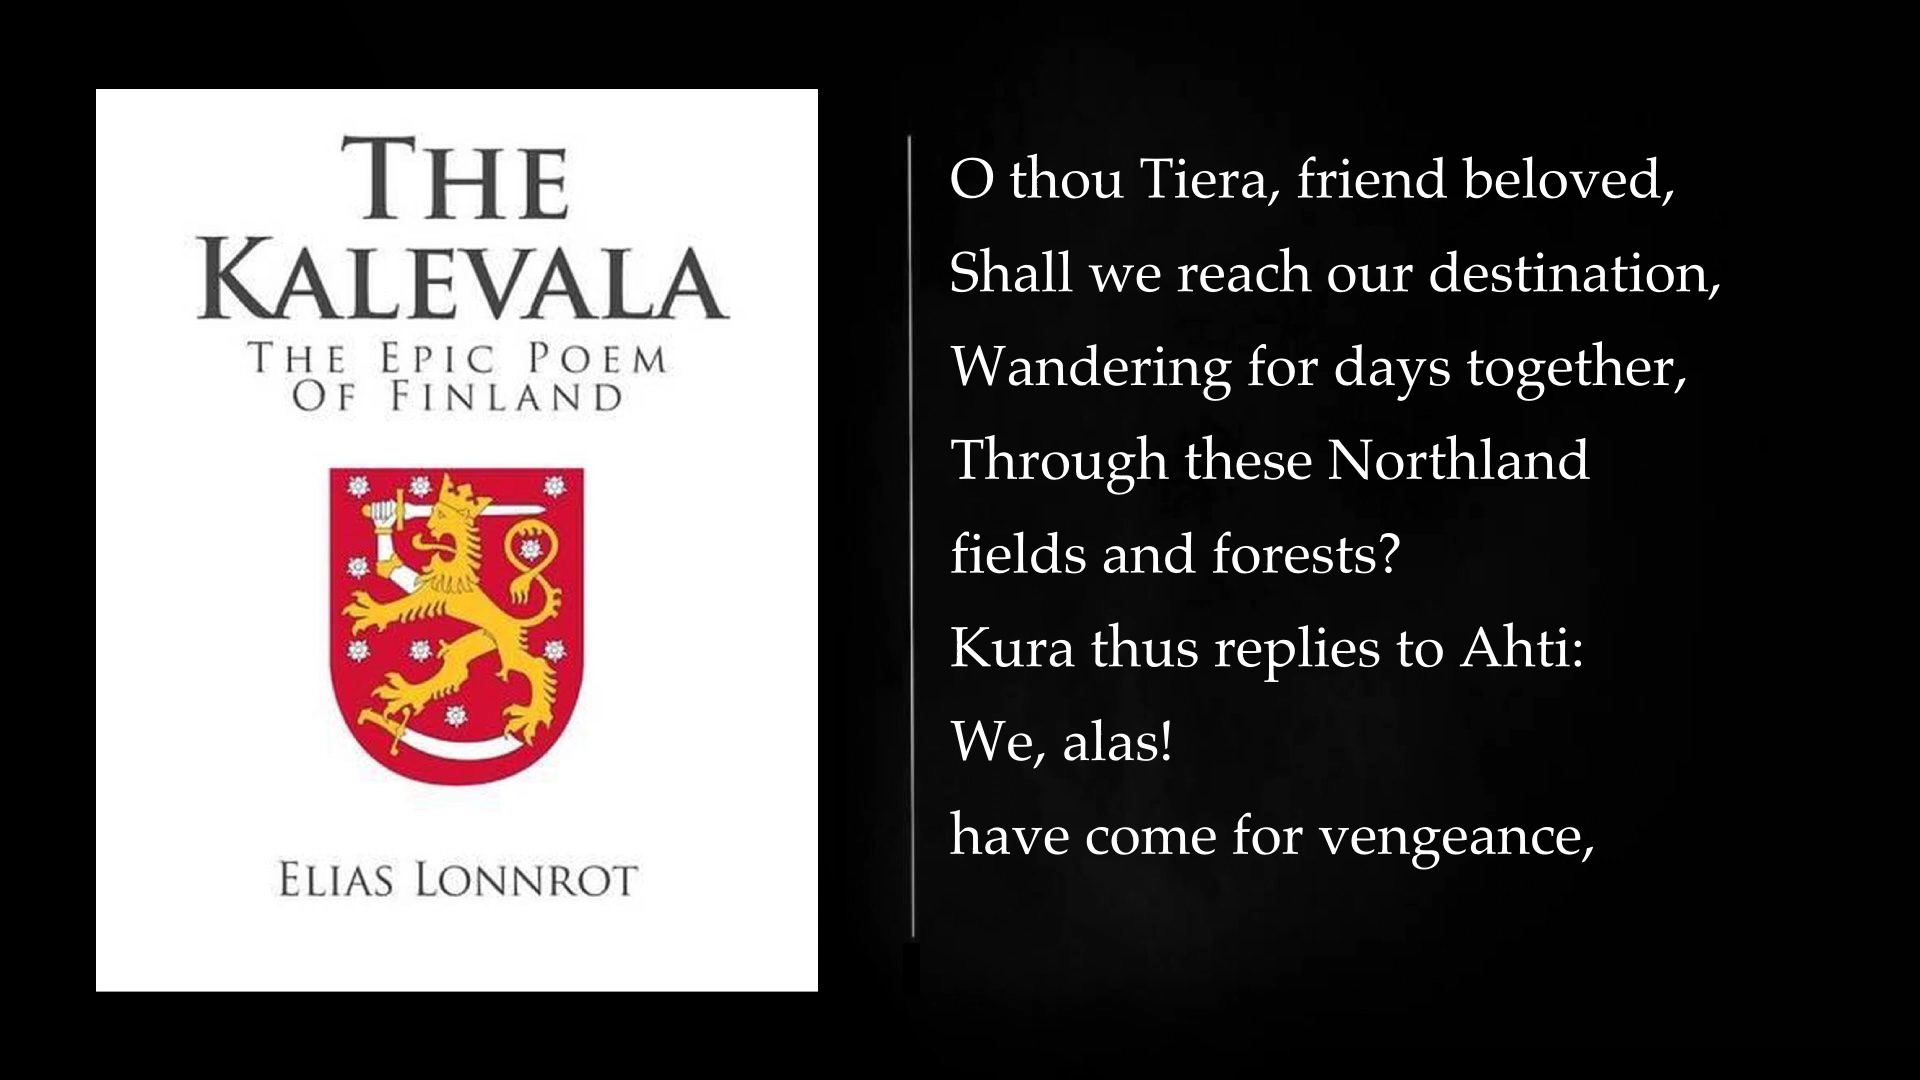 THE
KALEVALA
THE EPIC POEM
OF FINLAND
ELIAS LONNROT
O thou Tiera, friend beloved,
Shall we reach our destination,
Wandering for days together,
Through these Northland
fields and forests?
Kura thus replies to Ahti:
We, alas!
have come for vengeance,